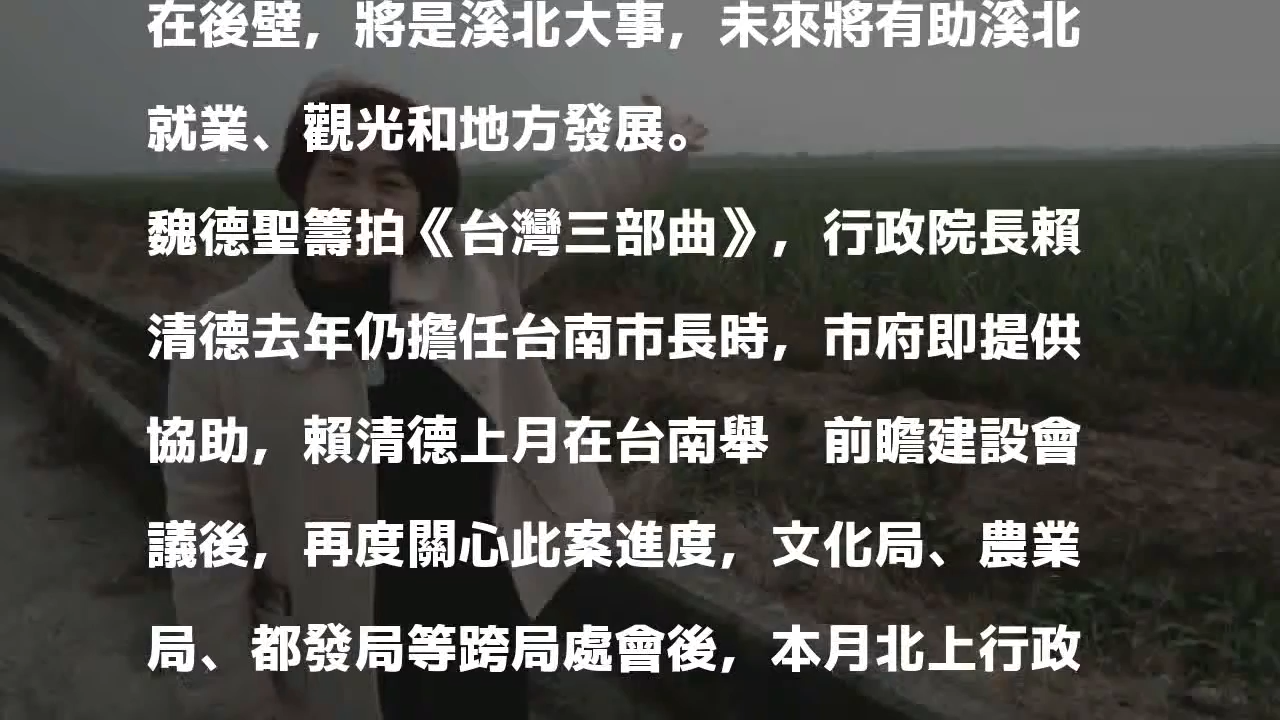 在後壁，將是溪北大事，未來將有助溪北
就業、觀光和地方發展。
魏德聖籌拍《台灣三部曲》，行政院長賴
清德去年仍擔任台南市長時，市府即提供
協助，賴清德上月在台南舉　前瞻建設會
議後，再度關心此案進度，文化局、農業
局、都發局等跨局處會後，本月北上行政